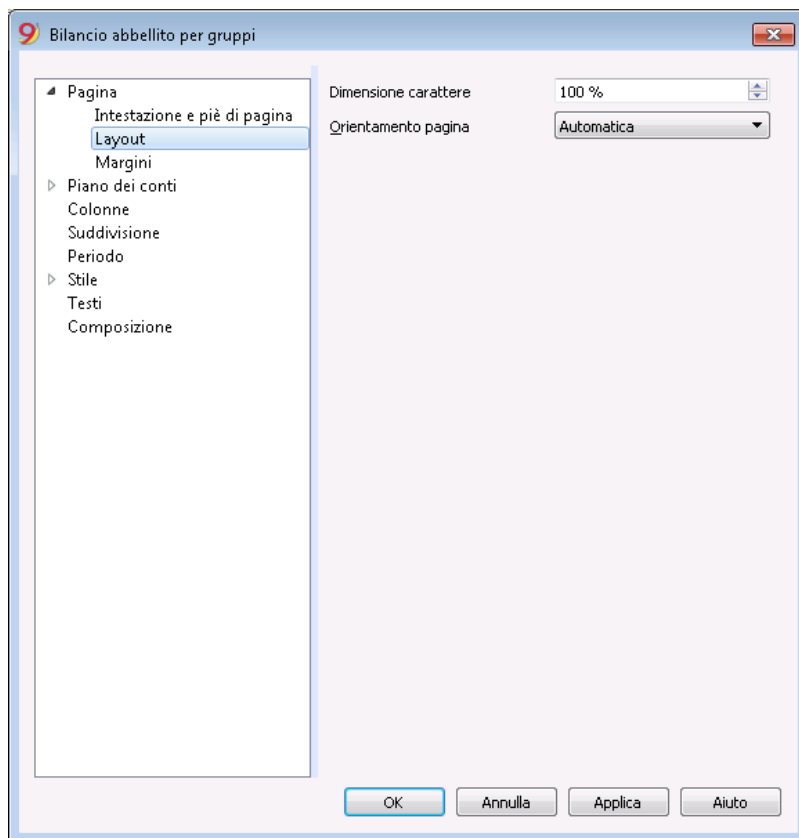 9 Bilancio abbellito per gruppi
Pagina
Intestazione e piè di pagina
Layout
Margini
Piano dei conti
Colonne
Suddivisione
Periodo
Stile
Testi
Composizione
Dimensione carattere 100 %
Orientamento pagina Automatica
OK Annulla Applica Aiuto